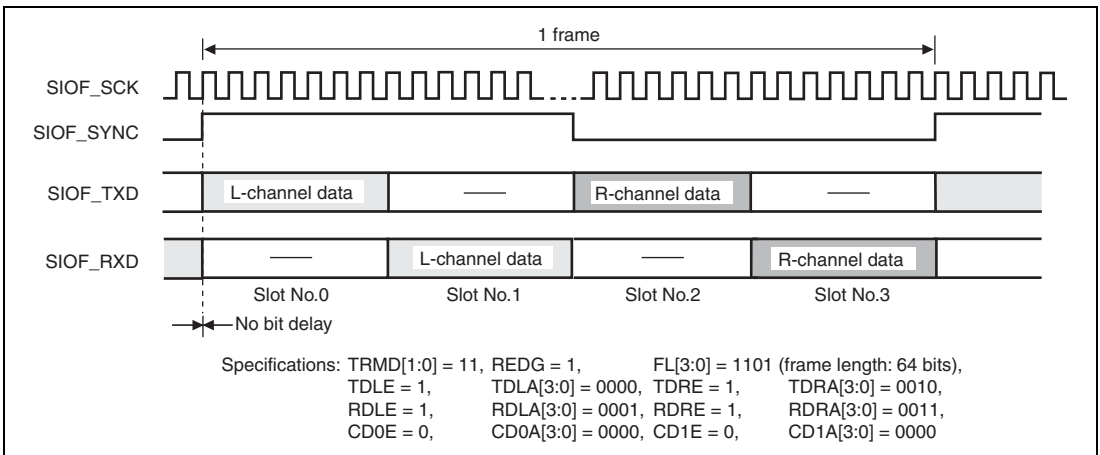 1 frame
SIOF_SCK
SIOF_SYNC
SIOF_TXD L-channel data — R-channel data —
SIOF_RXD — L-channel data — R-channel data
Slot No.0 Slot No.1 Slot No.2 Slot No.3
No bit delay
Specifications: TRMD[1:0] = 11, REDG = 1, FL[3:0] = 1101 (frame length: 64 bits),
TDLE = 1, TDLA[3:0] = 0000, TDRE = 1, TDRA[3:0] = 0010,
RDLE = 1, RDLA[3:0] = 0001, RDRE = 1, RDRA[3:0] = 0011,
CD0E = 0, CD0A[3:0] = 0000, CD1E = 0, CD1A[3:0] = 0000